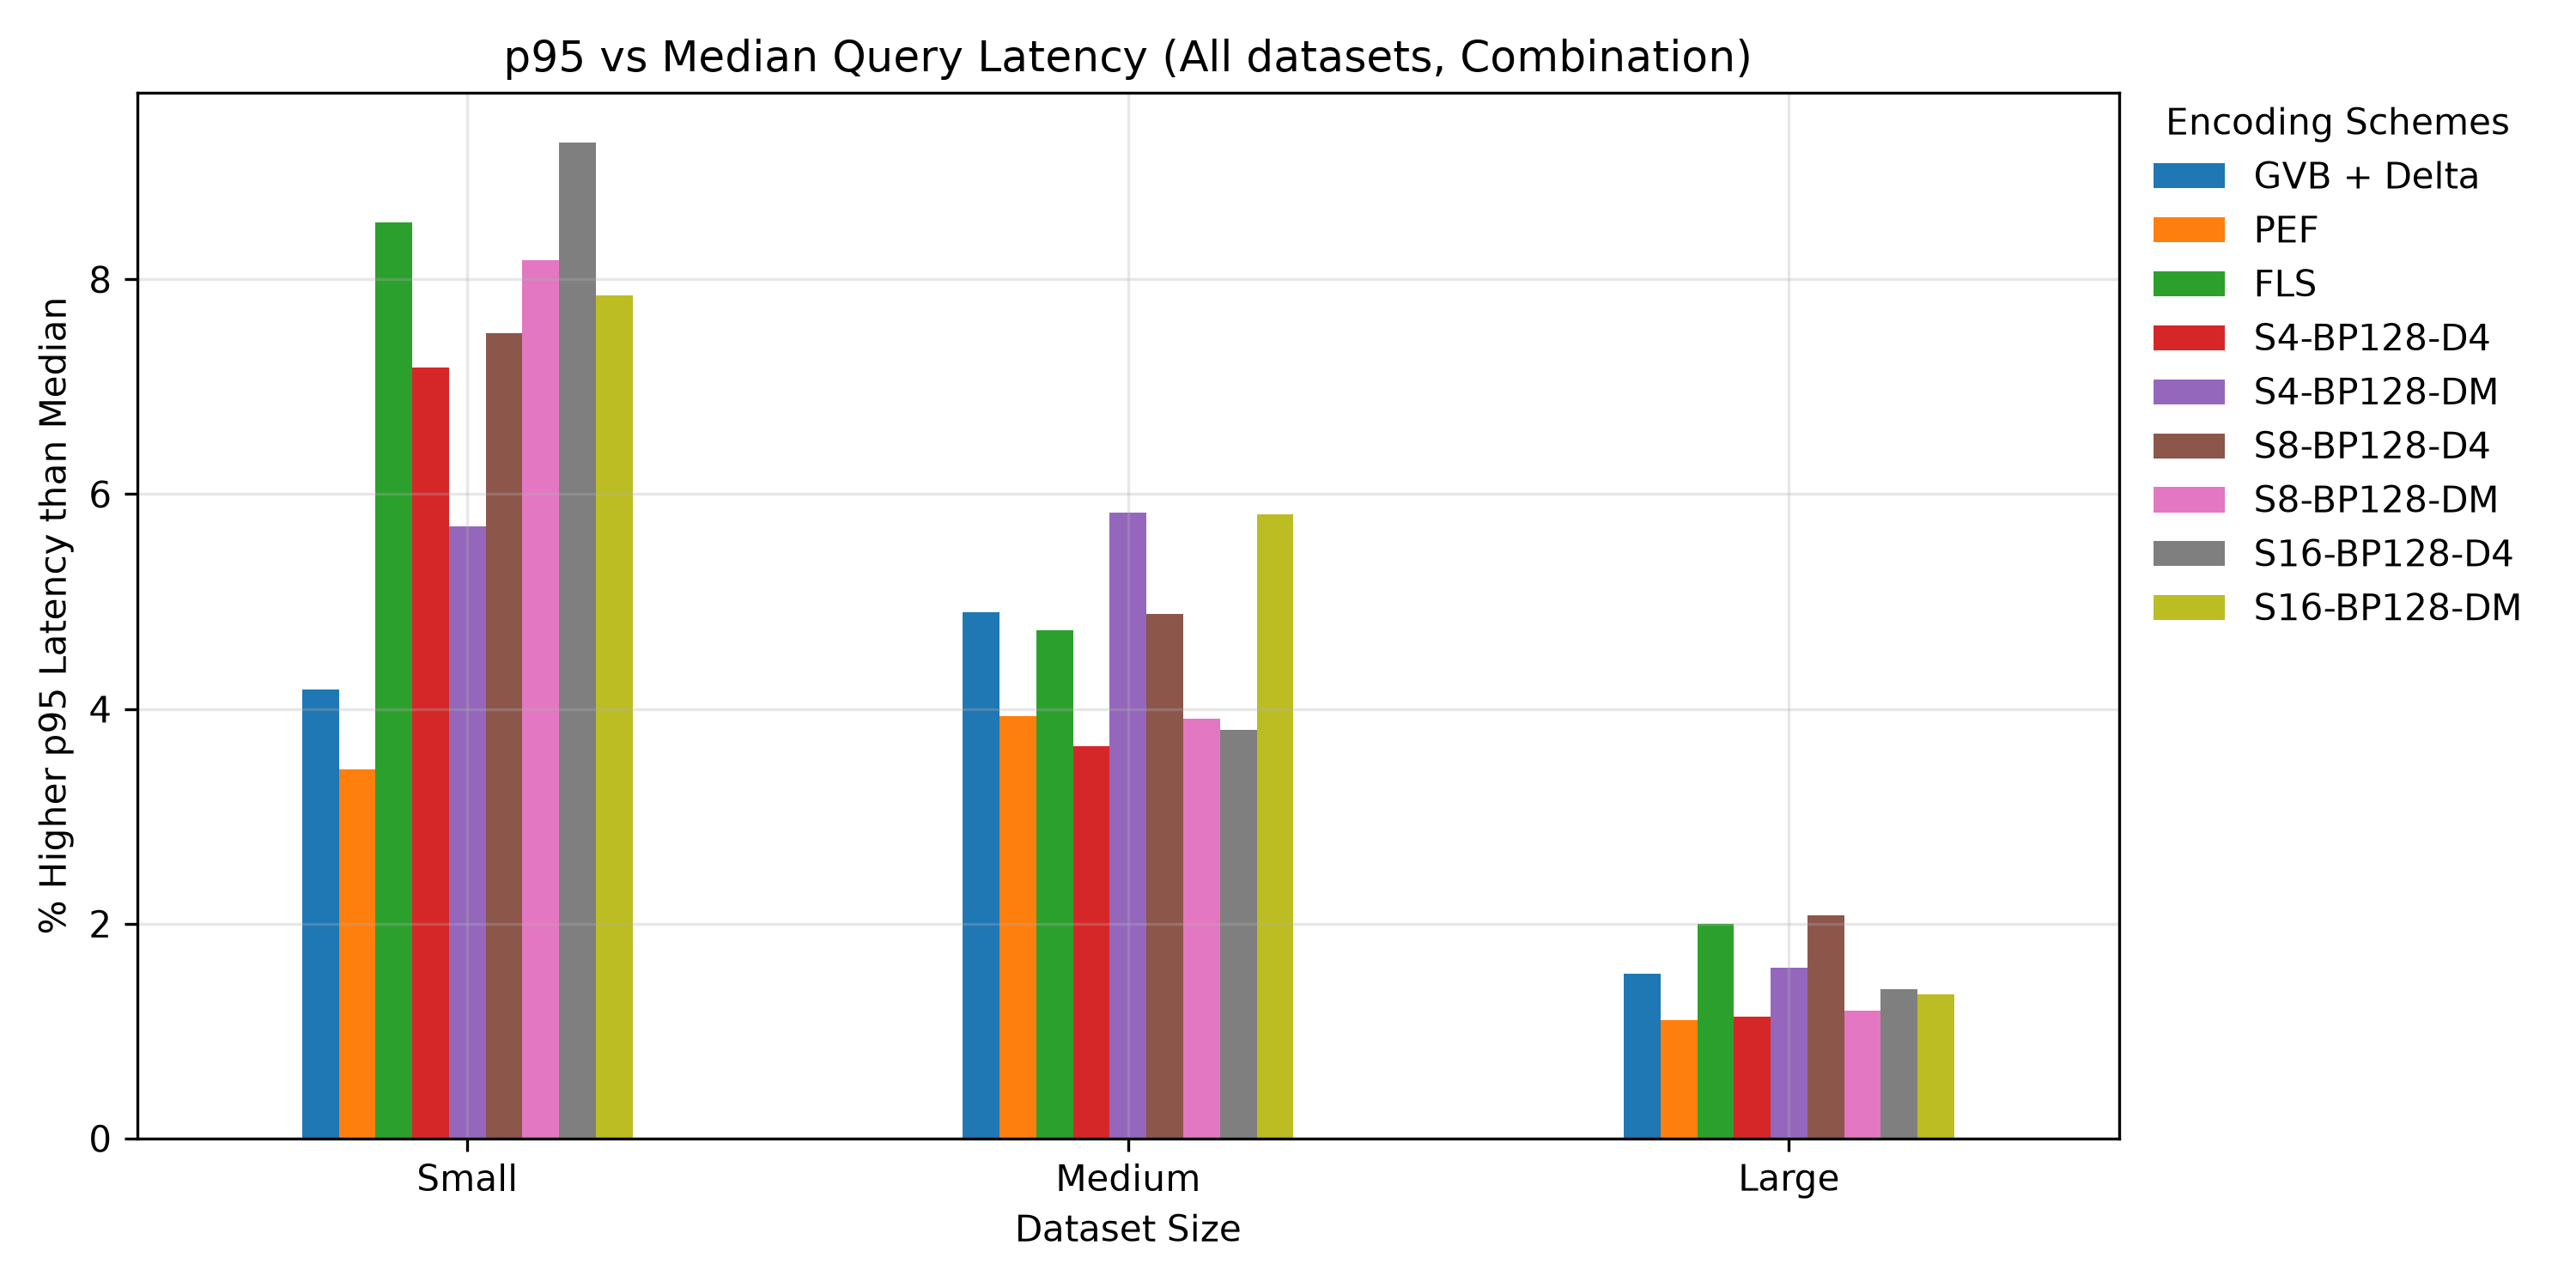 p95 vs Median Query Latency (All datasets, Combination)
% Higher p95 Latency than Median
8
6
4
2
0
Small
Medium
Large
Dataset Size
Encoding Schemes
GVB + Delta
PEF
FLS
S4-BP128-D4
S4-BP128-DM
S8-BP128-D4
S8-BP128-DM
S16-BP128-D4
S16-BP128-DM